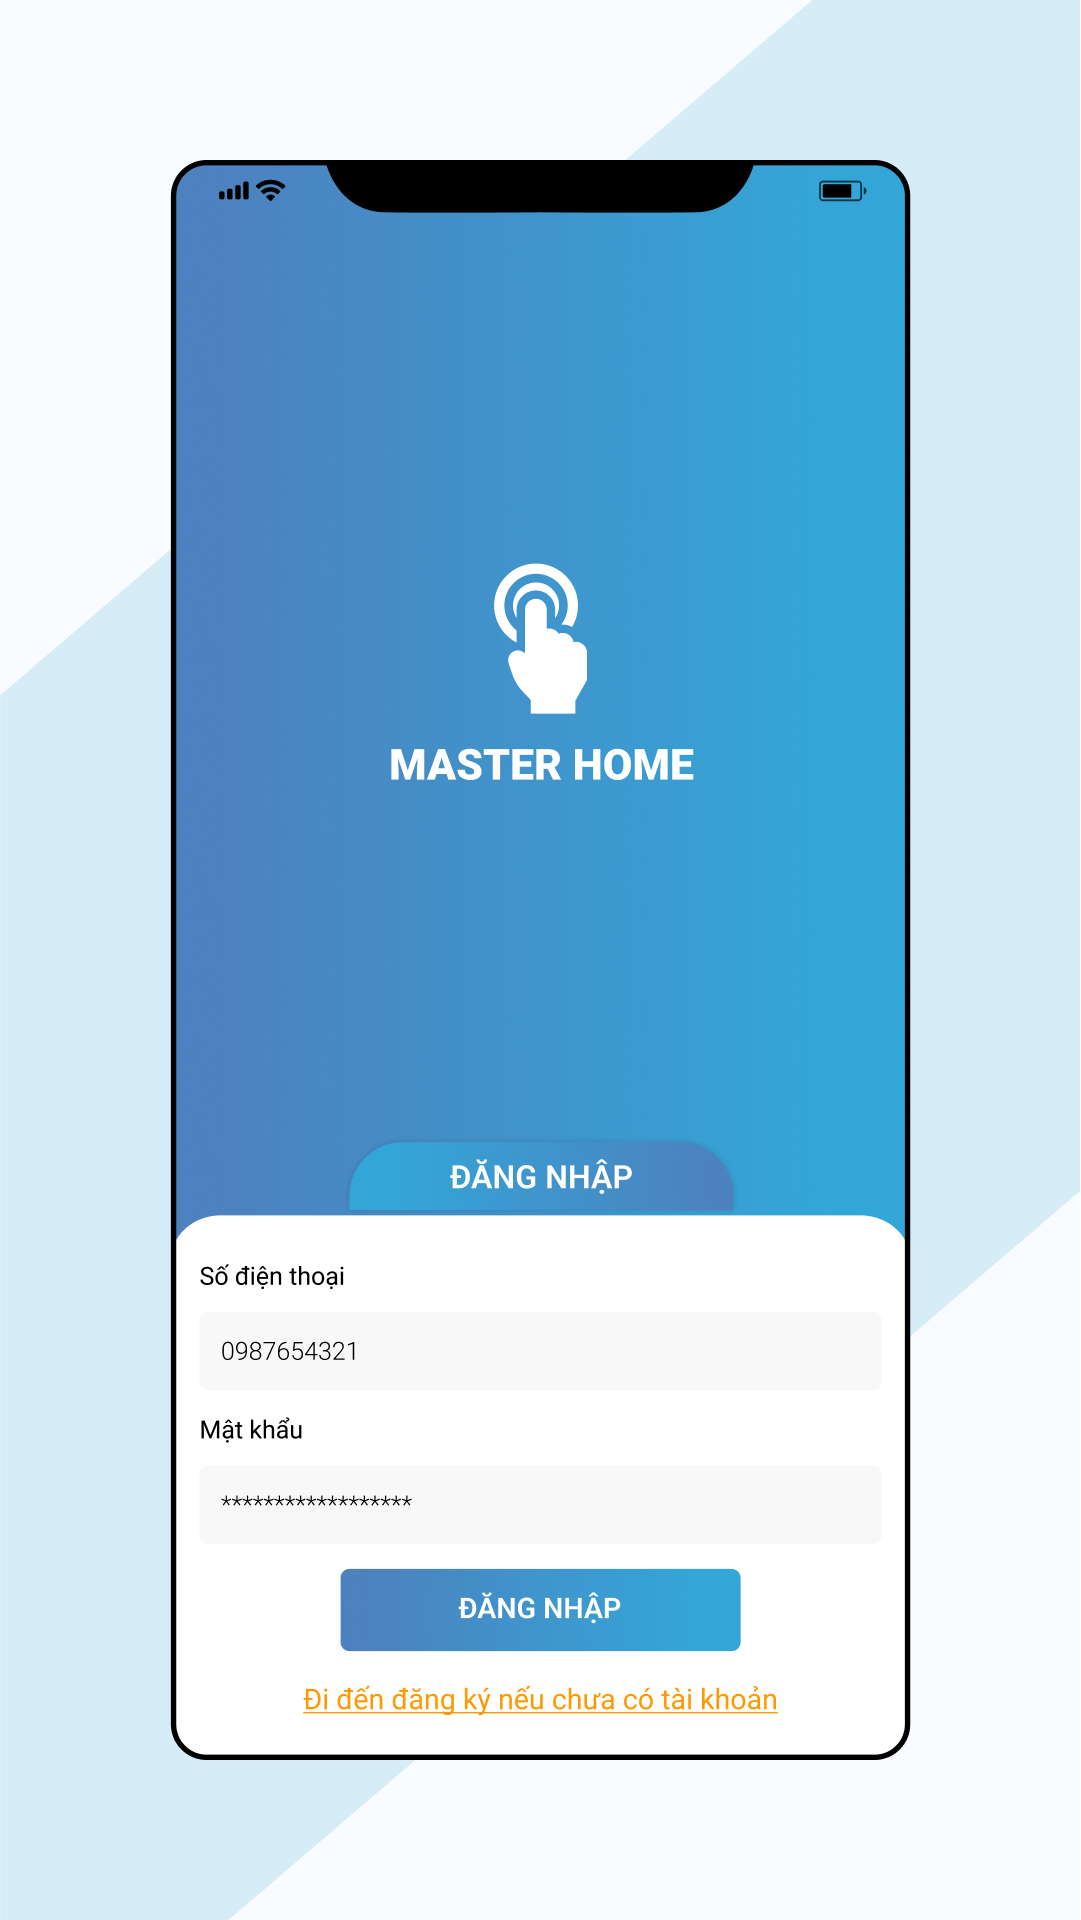 MASTER HOME
ĐĂNG NHẬP
Số điện thoại
0987654321
Mật khẩu
******************
ĐĂNG NHẬP
Đi đến đăng ký nếu chưa có tài khoản